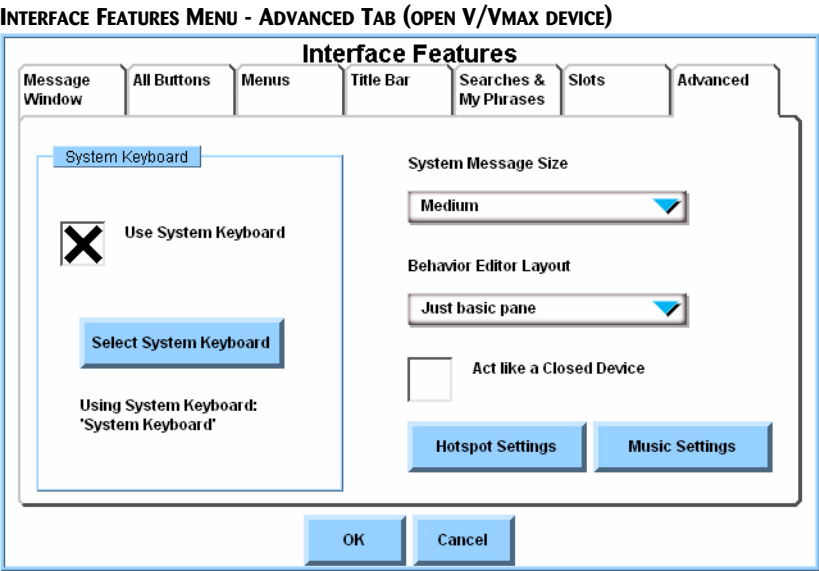 INTERFACE FEATURES MENU - ADVANCED TAB (OPEN V/VMAX DEVICE)
Interface Features
Message
Window
All Buttons
Menus
Title Bar
Searches &
My Phrases
Slots
Advanced
System Keyboard
Use System Keyboard
Select System Keyboard
Using System Keyboard:
'System Keyboard'
System Message Size
Medium
Behavior Editor Layout
Just basic pane
Act like a Closed Device
Hotspot Settings
Music Settings
OK
Cancel